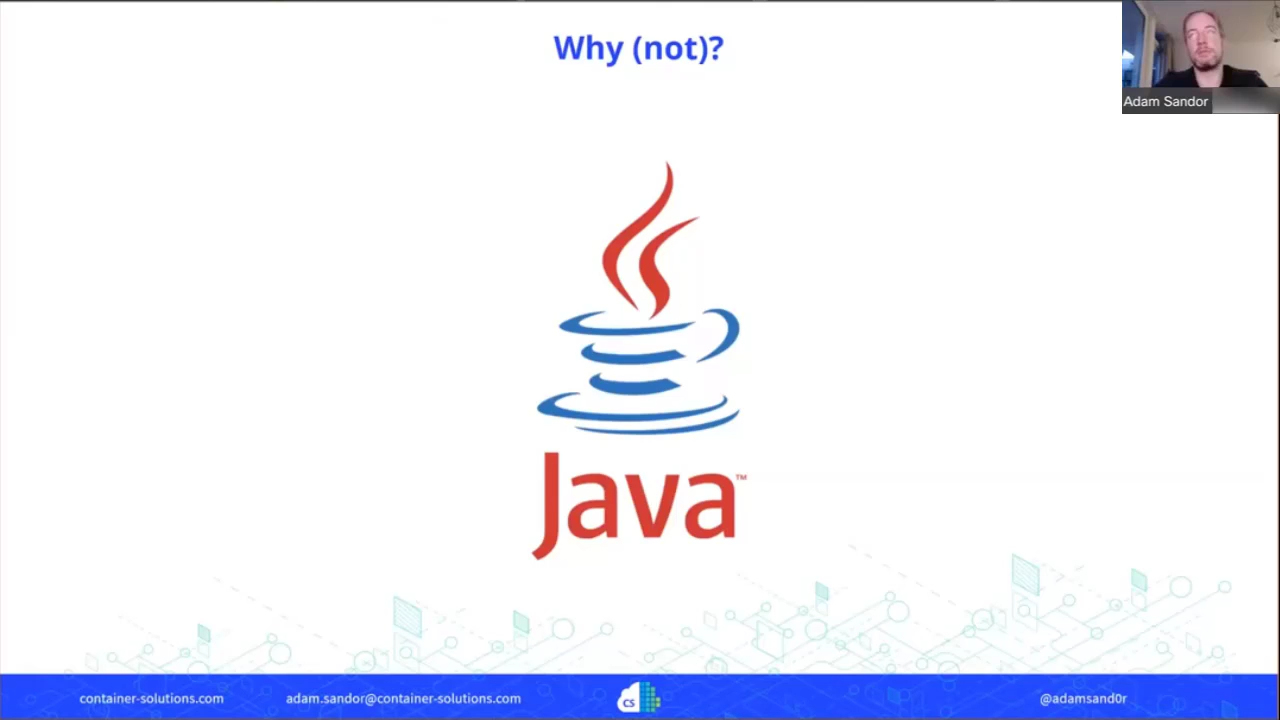 Why (not)?
Adam Sandor
Java™
container-solutions.com
adam.sandor@container-solutions.com
CS
@adamsand0r